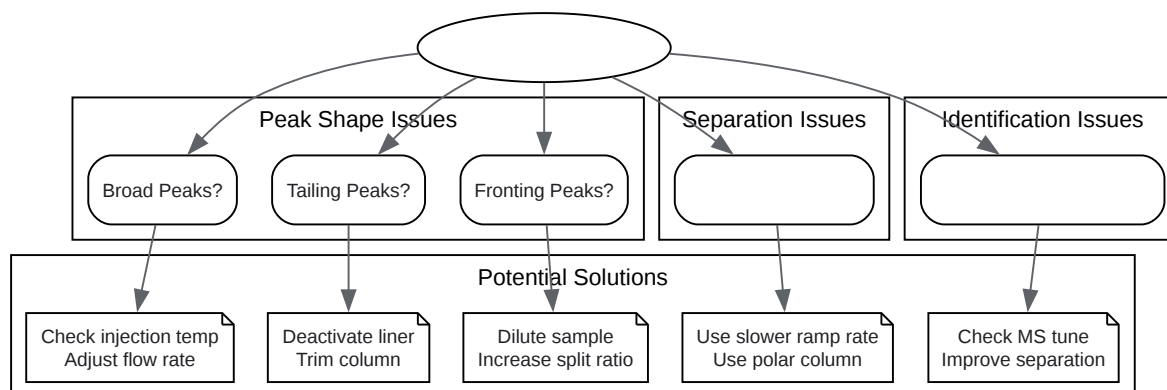 Peak Shape Issues
Separation Issues
Identification Issues
Broad Peaks?
Tailing Peaks?
Fronting Peaks?
Potential Solutions
Check injection temp
Adjust flow rate
Deactivate liner
Trim column
Dilute sample
Increase split ratio
Use slower ramp rate
Use polar column
Check MS tune
Improve separation